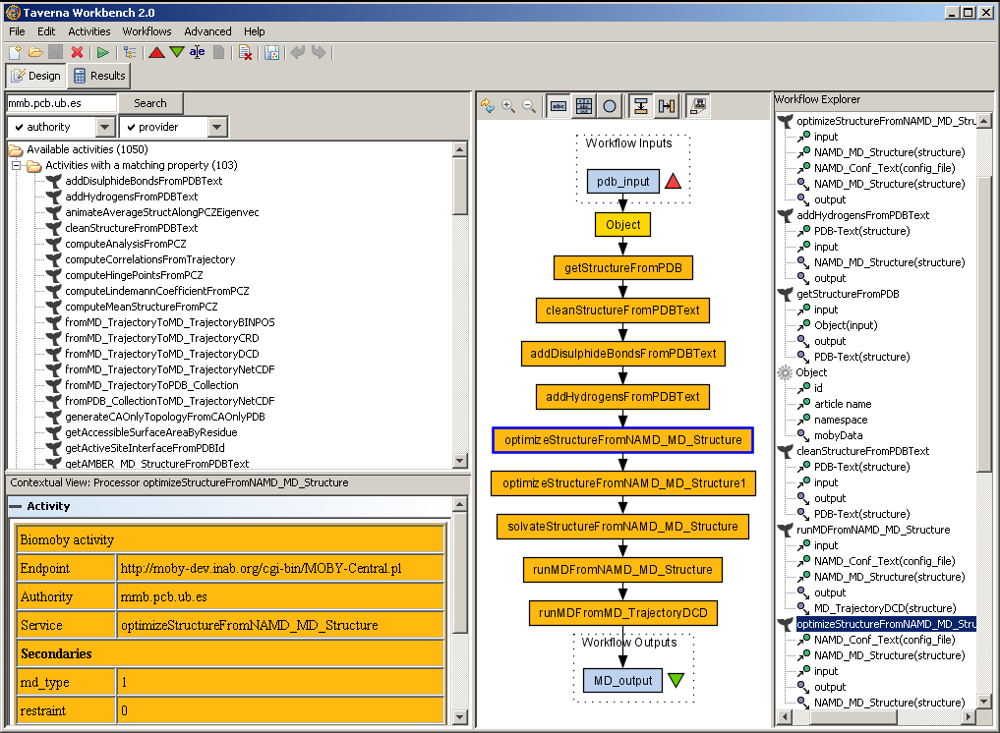 Taverna Workbench 2.0
File Edit Activities Workflows Advanced Help
Design Results
mmb.pcb.ub.es Search
authority provider
Available activities (1050)
Activities with a matching property (103)
addDisulphideBondsFromPDBText
addHydrogensFromPDBText
animateAverageStructAlongPCZEigenvec
cleanStructureFromPDBText
computeAnalysisFromPCZ
computeCorrelationsFromTrajectory
computeHingePointsFromPCZ
computeLindemannCoefficientFromPCZ
computeMeanStructureFromPCZ
fromMD_TrajectoryToMD_TrajectoryBINPOS
fromMD_TrajectoryToMD_TrajectoryCRD
fromMD_TrajectoryToMD_TrajectoryDCD
fromMD_TrajectoryToMD_TrajectoryNetCDF
fromMD_TrajectoryToPDB_Collection
fromPDB_CollectionToMD_TrajectoryNetCDF
generateCAOnlyTopologyFromCAOnlyPDB
getAccessibleSurfaceAreaByResidue
getActiveSiteInterfaceFromPDBId
getAMBER_MD_StructureFromPDBText
Contextual View: Processor optimizeStructureFromNAMD_MD_Structure
Activity
Biomoby activity
Endpoint http://moby-dev.inab.org/cgi-bin/MOBY-Central.pl
Authority mmb.pcb.ub.es
Service optimizeStructureFromNAMD_MD_Structure
Secondaries
md_type 1
restraint 0
abc
Workflow Inputs
pdb_input
Object
getStructureFromPDB
cleanStructureFromPDBText
addDisulphideBondsFromPDBText
addHydrogensFromPDBText
optimizeStructureFromNAMD_MD_Structure
optimizeStructureFromNAMD_MD_Structure1
solvateStructureFromNAMD_MD_Structure
runMDFromNAMD_MD_Structure
runMDFromMD_TrajectoryDCD
Workflow Outputs
MD_output
Workflow Explorer
optimizeStructureFromNAMD_MD_Stru
input
NAMD_MD_Structure(structure)
NAMD_Conf_Text(config_file)
NAMD_MD_Structure(structure)
output
addHydrogensFromPDBText
PDB-Text(structure)
input
NAMD_MD_Structure(structure)
output
getStructureFromPDB
input
Object(input)
output
PDB-Text(structure)
Object
id
article name
namespace
mobyData
cleanStructureFromPDBText
PDB-Text(structure)
input
output
PDB-Text(structure)
runMDFromNAMD_MD_Structure
input
NAMD_Conf_Text(config_file)
NAMD_MD_Structure(structure)
output
MD_TrajectoryDCD(structure)
optimizeStructureFromNAMD_MD_Stru
NAMD_Conf_Text(config_file)
NAMD_MD_Structure(structure)
input
output
NAMD_MD_Structure(structure)